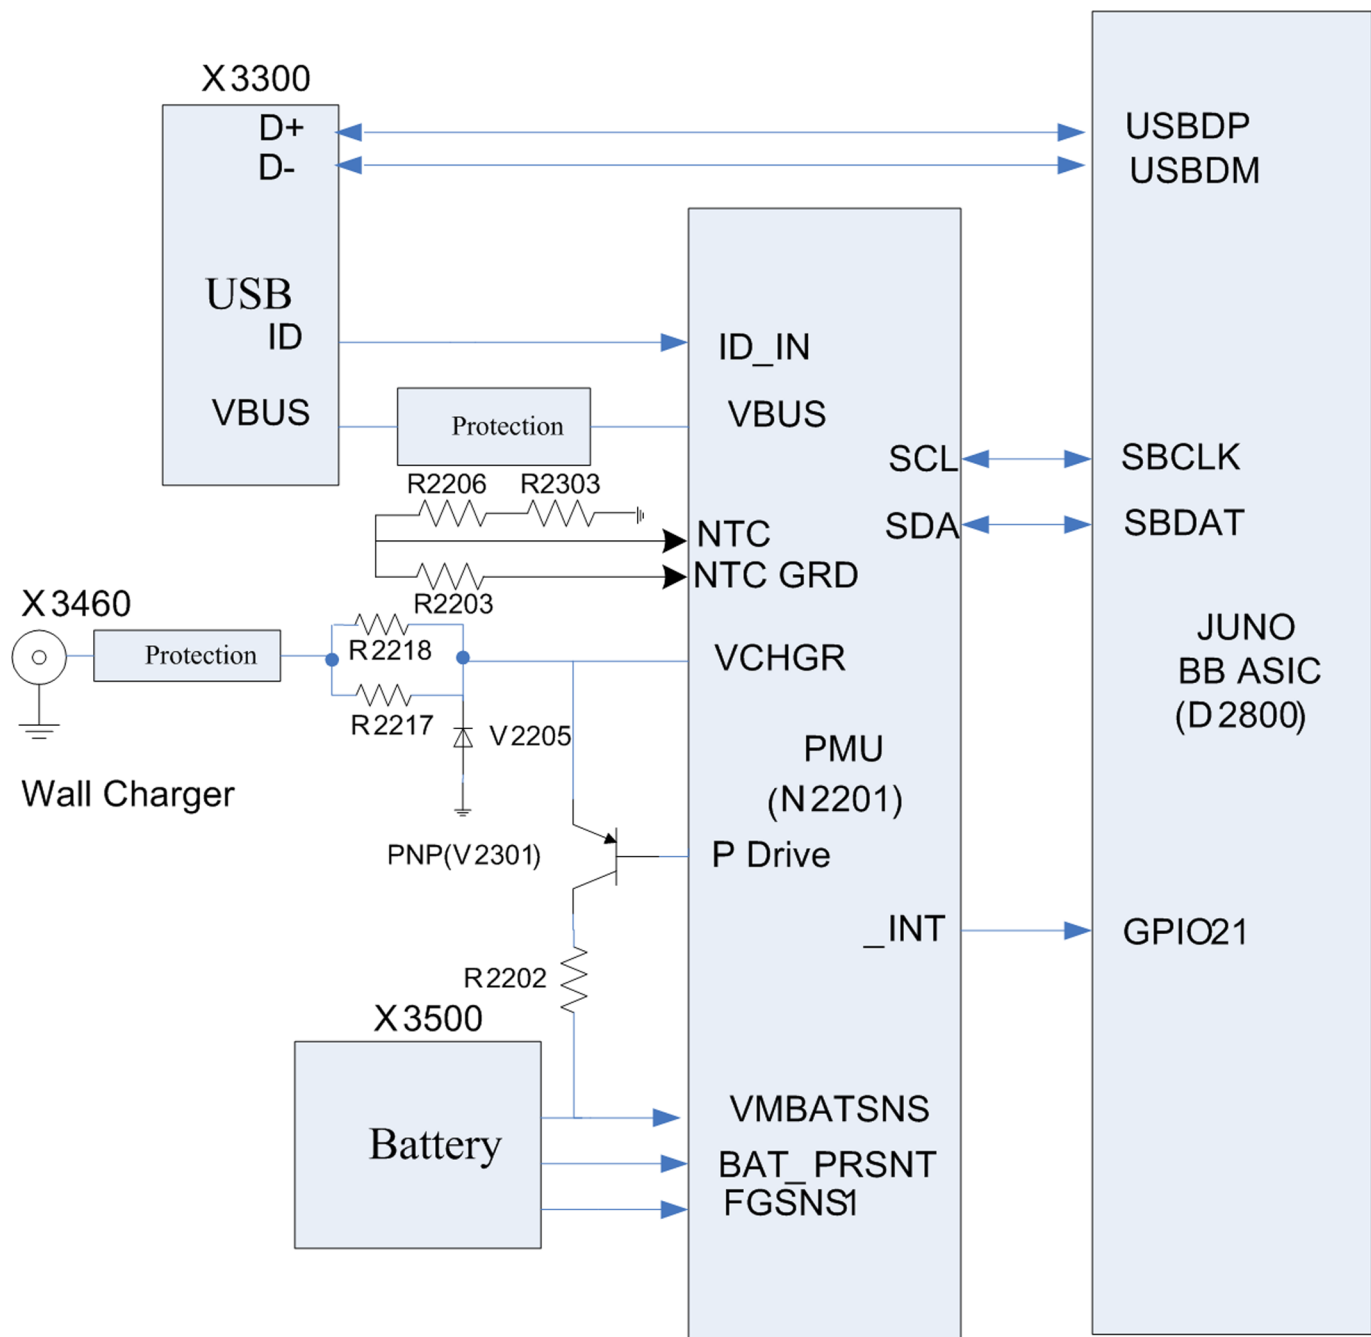 X3300
D+
D-
USB
ID
VBUS
Protection
R2206
R2303
R2203
X3460
Protection
R2218
R2217
V2205
Wall Charger
PNP(V2301)
R2202
X3500
Battery
ID_IN
VBUS
SCL
SDA
NTC
NTC GRD
VCHGR
PMU
(N2201)
P Drive
_INT
VMBATSNS
BAT_PRSNT
FGSNS1
USBDP
USBDM
SBCLK
SBDAT
JUNO
BB ASIC
(D2800)
GPIO21